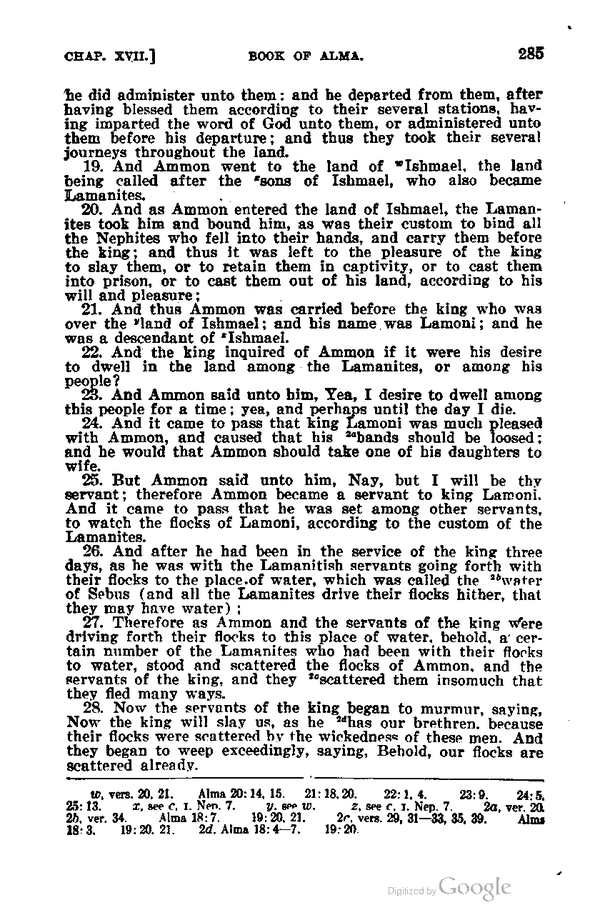 CHAP. XVII.] BOOK OF ALMA. 285
he did administer unto them: and he departed from them, after
having blessed them according to their several stations, hav-
ing imparted the word of God unto them, or administered unto
them before his departure; and thus they took their several
journeys throughout the land.
19. And Ammon went to the land of ʷIshmael, the land
being called after the ˣsons of Ishmael, who also became
Lamanites.
20. And as Ammon entered the land of Ishmael, the Laman-
ites took him and bound him, as was their custom to bind all
the Nephites who fell into their hands, and carry them before
the king; and thus it was left to the pleasure of the king
to slay them, or to retain them in captivity, or to cast them
into prison, or to cast them out of his land, according to his
will and pleasure;
21. And thus Ammon was carried before the king who was
over the ʸland of Ishmael; and his name was Lamoni; and he
was a descendant of ᶻIshmael.
22. And the king inquired of Ammon if it were his desire
to dwell in the land among the Lamanites, or among his
people?
23. And Ammon said unto him, Yea, I desire to dwell among
this people for a time; yea, and perhaps until the day I die.
24. And it came to pass that king Lamoni was much pleased
with Ammon, and caused that his ²ᵃbands should be loosed;
and he would that Ammon should take one of his daughters to
wife.
25. But Ammon said unto him, Nay, but I will be thy
servant; therefore Ammon became a servant to king Lamoni.
And it came to pass that he was set among other servants,
to watch the flocks of Lamoni, according to the custom of the
Lamanites.
26. And after he had been in the service of the king three
days, as he was with the Lamanitish servants going forth with
their flocks to the place of water, which was called the ²ᵇwater
of Sebus (and all the Lamanites drive their flocks hither, that
they may have water);
27. Therefore as Ammon and the servants of the king were
driving forth their flocks to this place of water, behold, a cer-
tain number of the Lamanites who had been with their flocks
to water, stood and scattered the flocks of Ammon, and the
servants of the king, and they ²ᶜscattered them insomuch that
they fled many ways.
28. Now the servants of the king began to murmur, saying,
Now the king will slay us, as he ²ᵈhas our brethren, because
their flocks were scattered by the wickedness of these men. And
they began to weep exceedingly, saying, Behold, our flocks are
scattered already.
w, vers. 20, 21. Alma 20:14, 15. 21:18, 20. 22:1, 4. 23:9. 24:5,
25:13. x, see c, I. Nep. 7. y, see w. z, see c, I. Nep. 7. 2a, ver. 20.
2b, ver. 34. Alma 18:7. 19:20, 21. 2c, vers. 29, 31—33, 35, 39. Alma
18:3. 19:20, 21. 2d, Alma 18:4—7. 19:20.
Digitized by Google